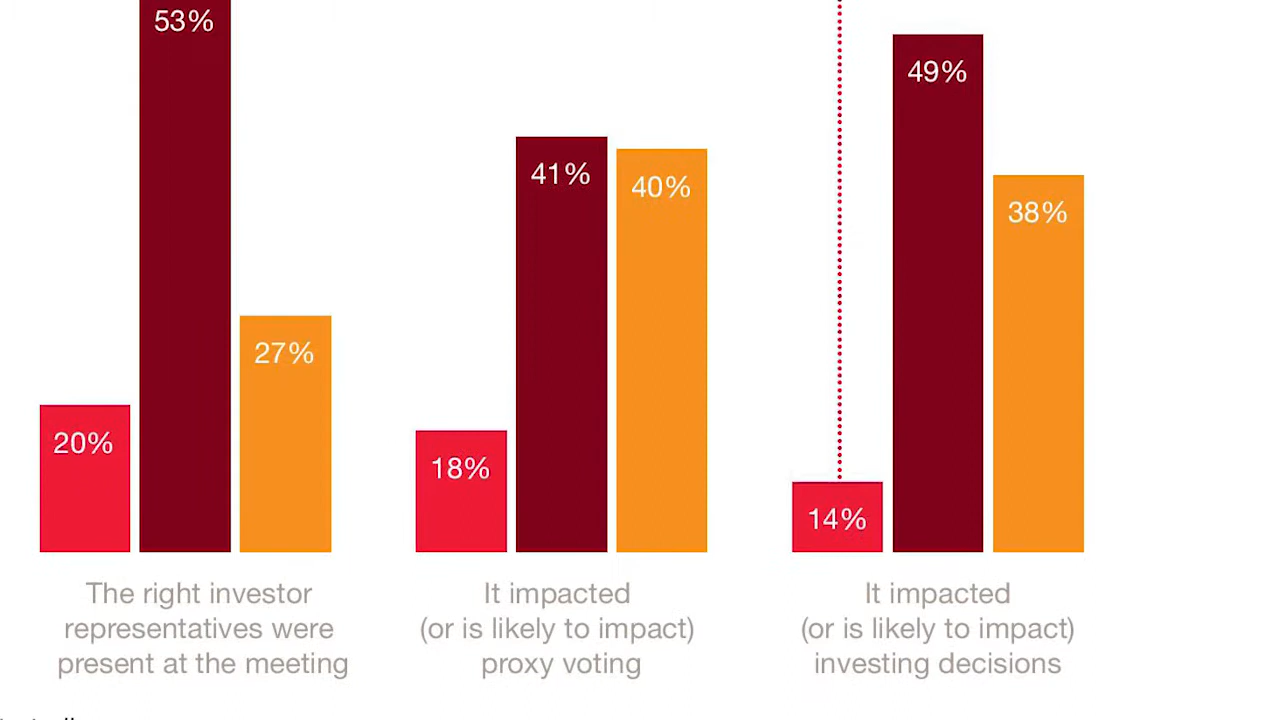 53%
27%
20%
41%
40%
18%
49%
38%
14%
The right investor
representatives were
present at the meeting
It impacted
(or is likely to impact)
proxy voting
It impacted
(or is likely to impact)
investing decisions